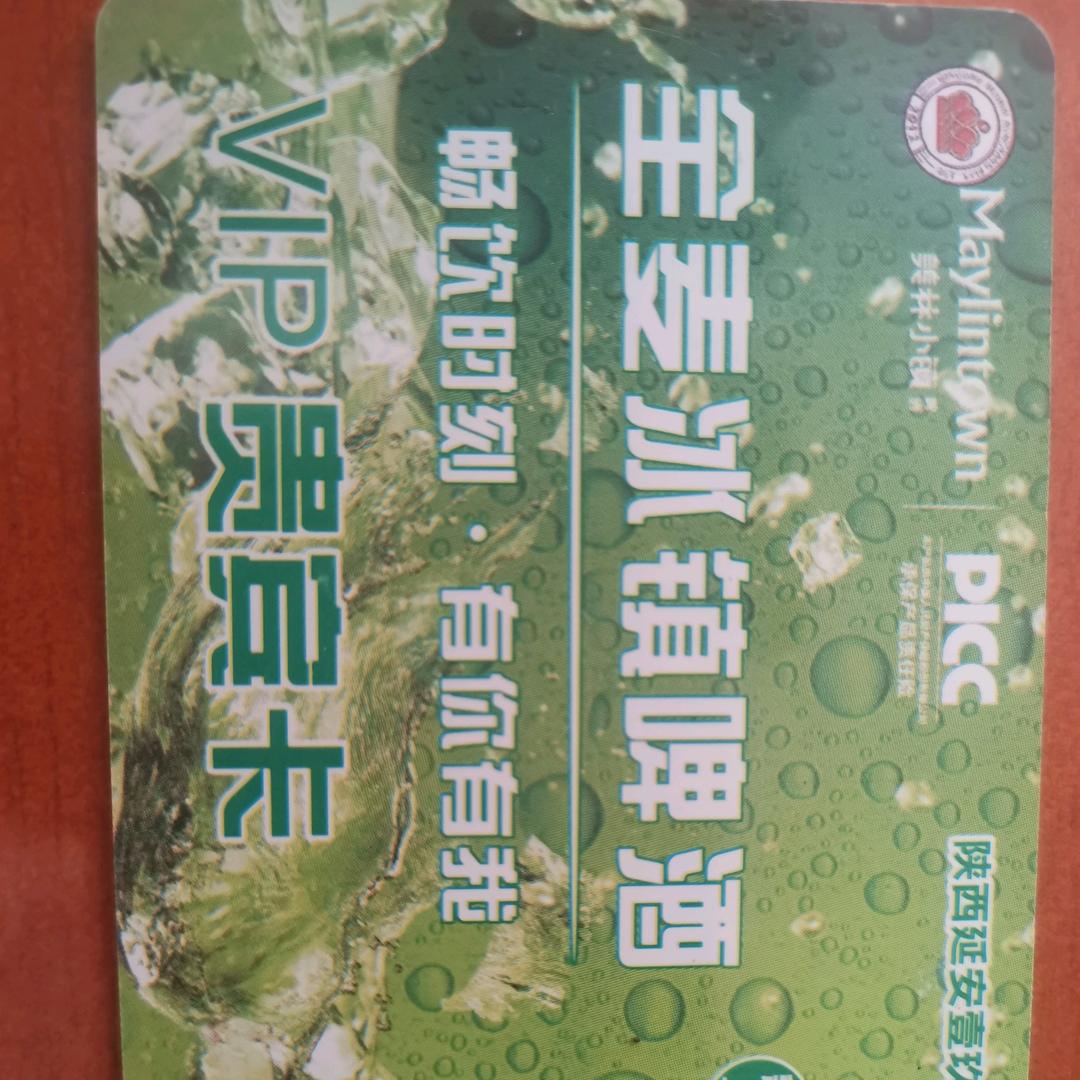 Maylintown
美林小镇
PICC
陕西延安壹
全麦冰镇啤酒
畅饮时刻·有你有我
VIP贵宾卡